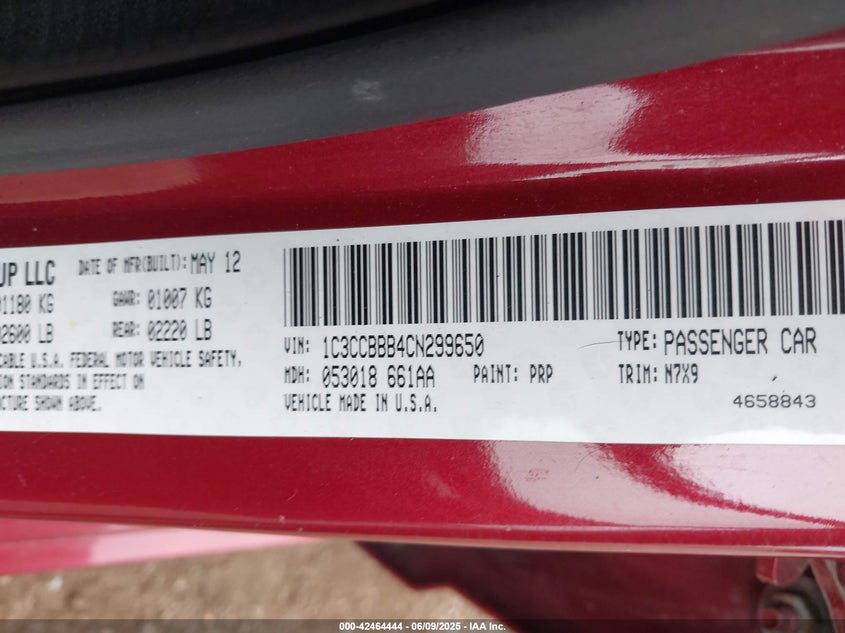 UP LLC DATE OF MFR(BUILT): MAY 12
1180 KG GAWR: 01007 KG
2600 LB REAR: 02220 LB
CABLE U.S.A. FEDERAL MOTOR VEHICLE SAFETY,
ION STANDARDS IN EFFECT ON
CTURE SHOWN ABOVE.
VIN: 1C3CCBBB4CN299650 TYPE: PASSENGER CAR
MDH: 053018 661AA PAINT: PRP TRIM: N7X9
VEHICLE MADE IN U.S.A. 4658843
000-42464444 - 06/09/2025 - IAA Inc.